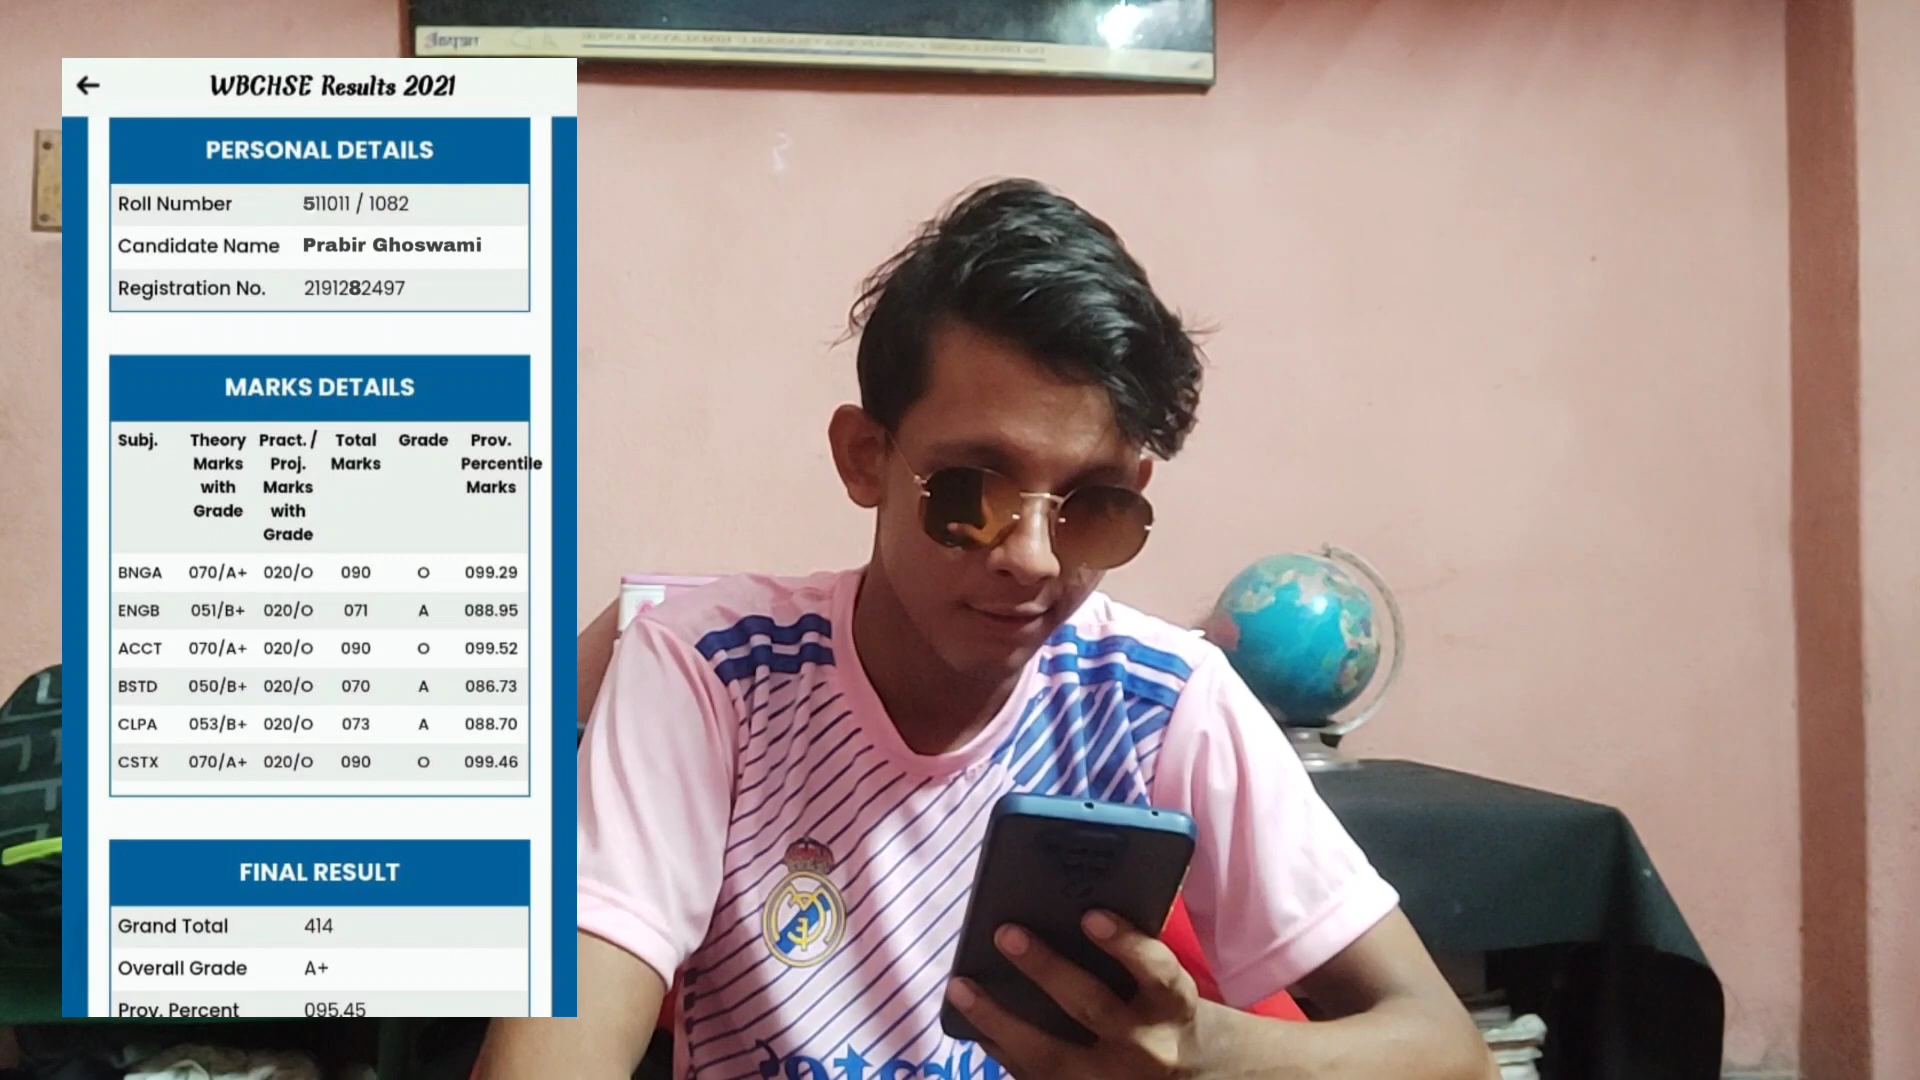 WBCHSE Results 2021
PERSONAL DETAILS
Roll Number 511011 / 1082
Candidate Name Prabir Ghoswami
Registration No. 2191282497
MARKS DETAILS
Subj. Theory Marks with Grade Pract. / Proj. Marks with Grade Total Marks Grade Prov. Percentile Marks
BNGA 070/A+ 020/O 090 O 099.29
ENGB 051/B+ 020/O 071 A 088.95
ACCT 070/A+ 020/O 090 O 099.52
BSTD 050/B+ 020/O 070 A 086.73
CLPA 053/B+ 020/O 073 A 088.70
CSTX 070/A+ 020/O 090 O 099.46
FINAL RESULT
Grand Total 414
Overall Grade A+
Prov. Percent 095.45